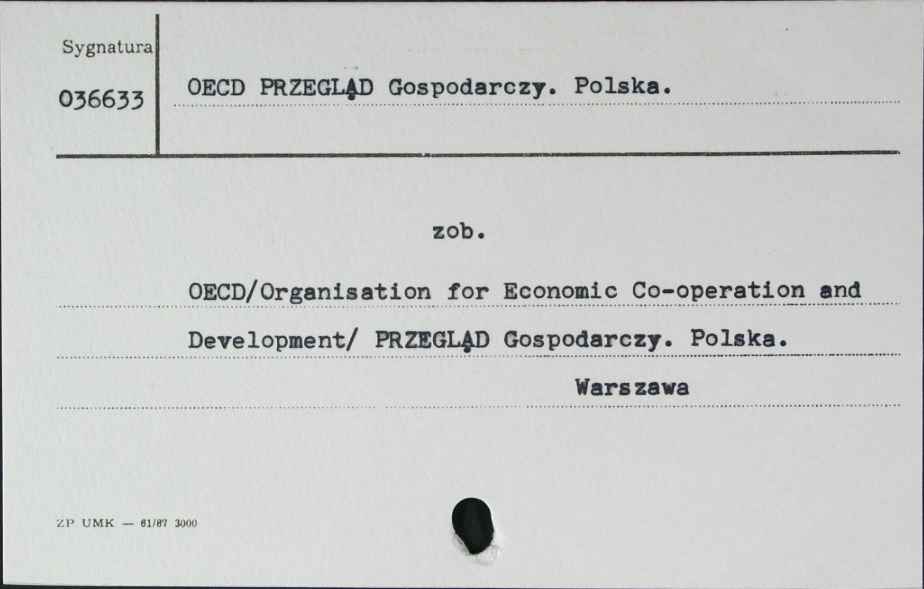 Sygnatura
036633
OECD PRZEGLĄD Gospodarczy. Polska.
zob.
OECD/Organisation for Economic Co-operation and
Development/ PRZEGLĄD Gospodarczy. Polska.
Warszawa
ZP UMK — 61/87 3000